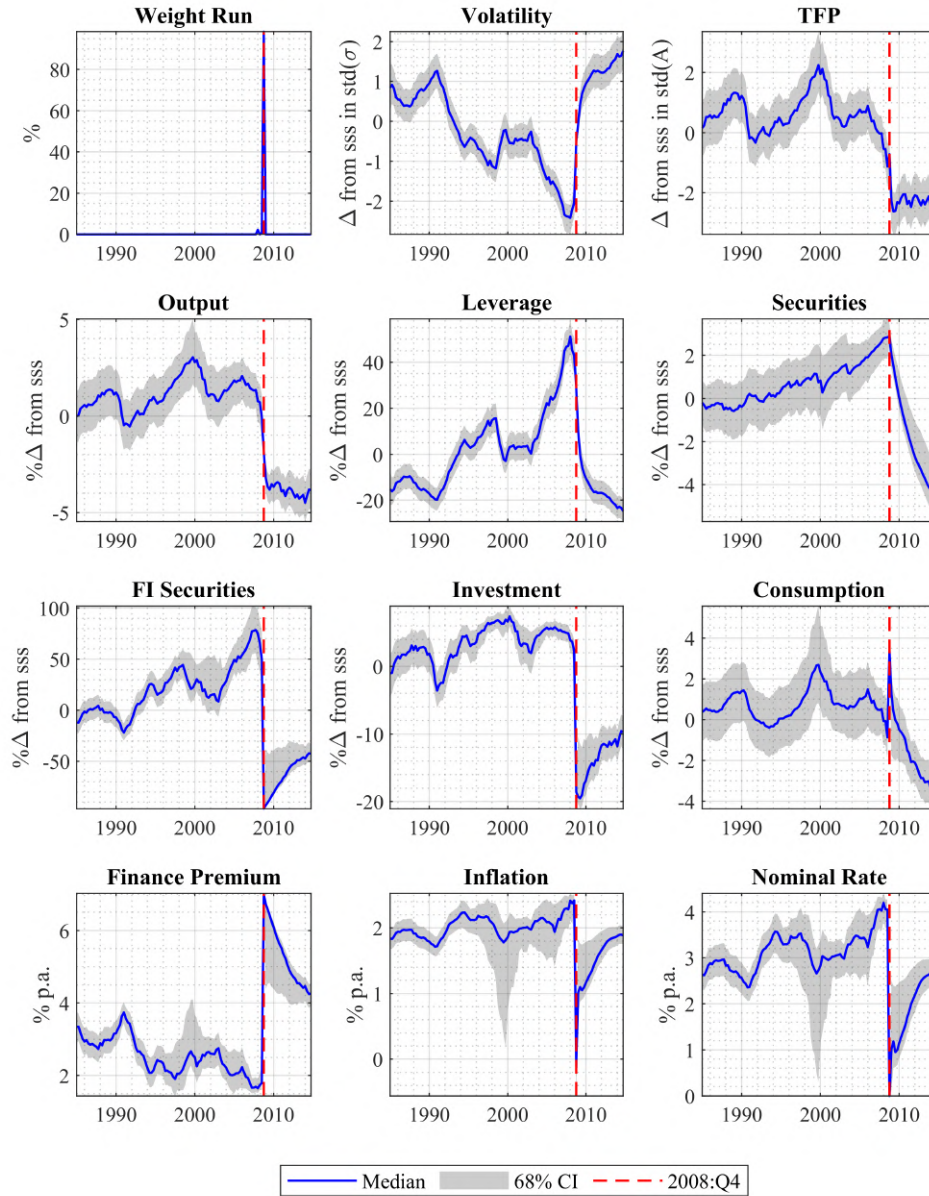 Weight Run
Volatility
TFP
%
80
60
40
20
0
1990 2000 2010
Δ from sss in std(σ)
2
1
0
-1
-2
1990 2000 2010
Δ from sss in std(A)
2
0
-2
1990 2000 2010
Output
Leverage
Securities
%Δ from sss
5
0
-5
1990 2000 2010
%Δ from sss
40
20
0
-20
1990 2000 2010
%Δ from sss
2
0
-2
-4
1990 2000 2010
FI Securities
Investment
Consumption
%Δ from sss
100
50
0
-50
1990 2000 2010
%Δ from sss
0
-10
-20
1990 2000 2010
%Δ from sss
4
2
0
-2
-4
1990 2000 2010
Finance Premium
Inflation
Nominal Rate
% p.a.
6
4
2
1990 2000 2010
% p.a.
2
1
0
1990 2000 2010
% p.a.
4
3
2
1
0
1990 2000 2010
Median 68% CI 2008:Q4